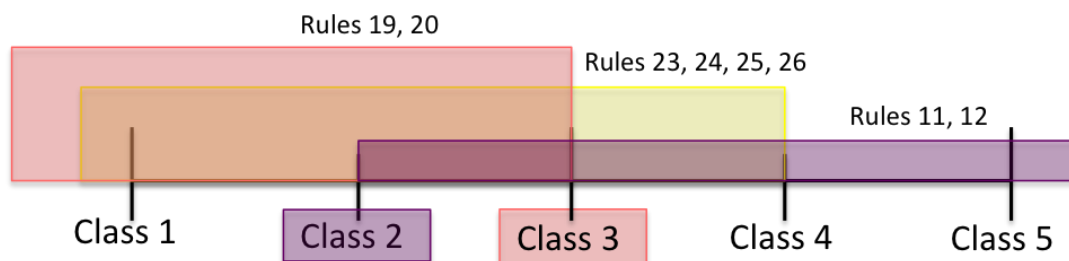 Rules 19, 20
Rules 23, 24, 25, 26
Rules 11, 12
Class 1
Class 2
Class 3
Class 4
Class 5